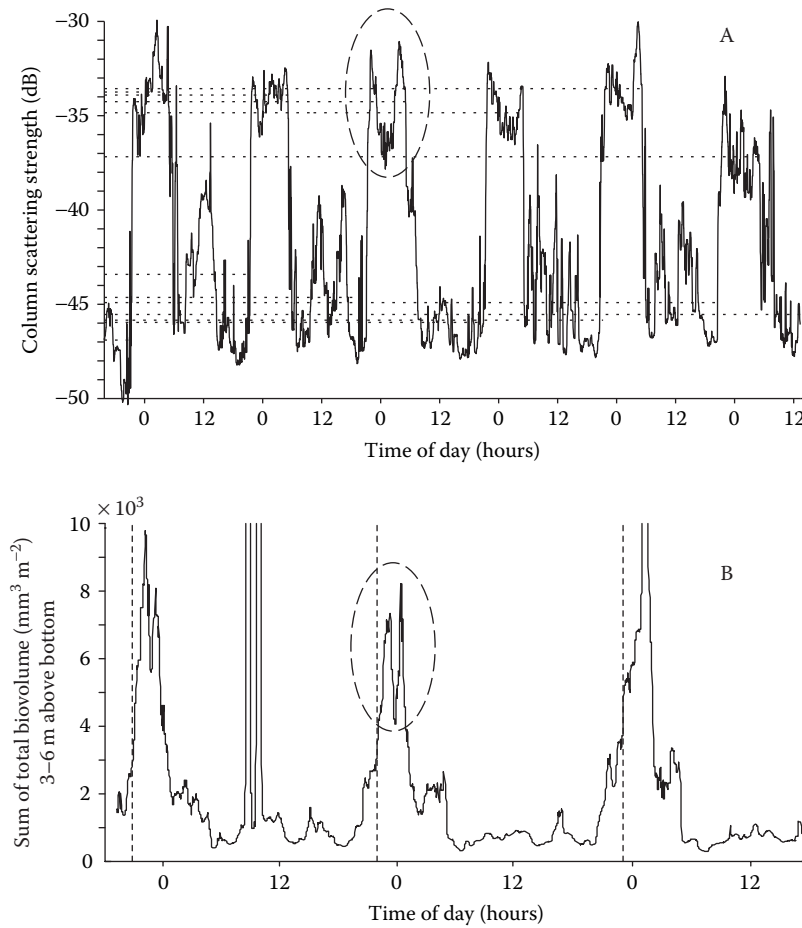 A
Column scattering strength (dB)
−30
−35
−40
−45
−50
0 12 0 12 0 12 0 12 0 12 0 12
Time of day (hours)
B
Sum of total biovolume (mm³ m⁻²)
3–6 m above bottom
× 10³
10
8
6
4
2
0
0 12 0 12 0 12
Time of day (hours)